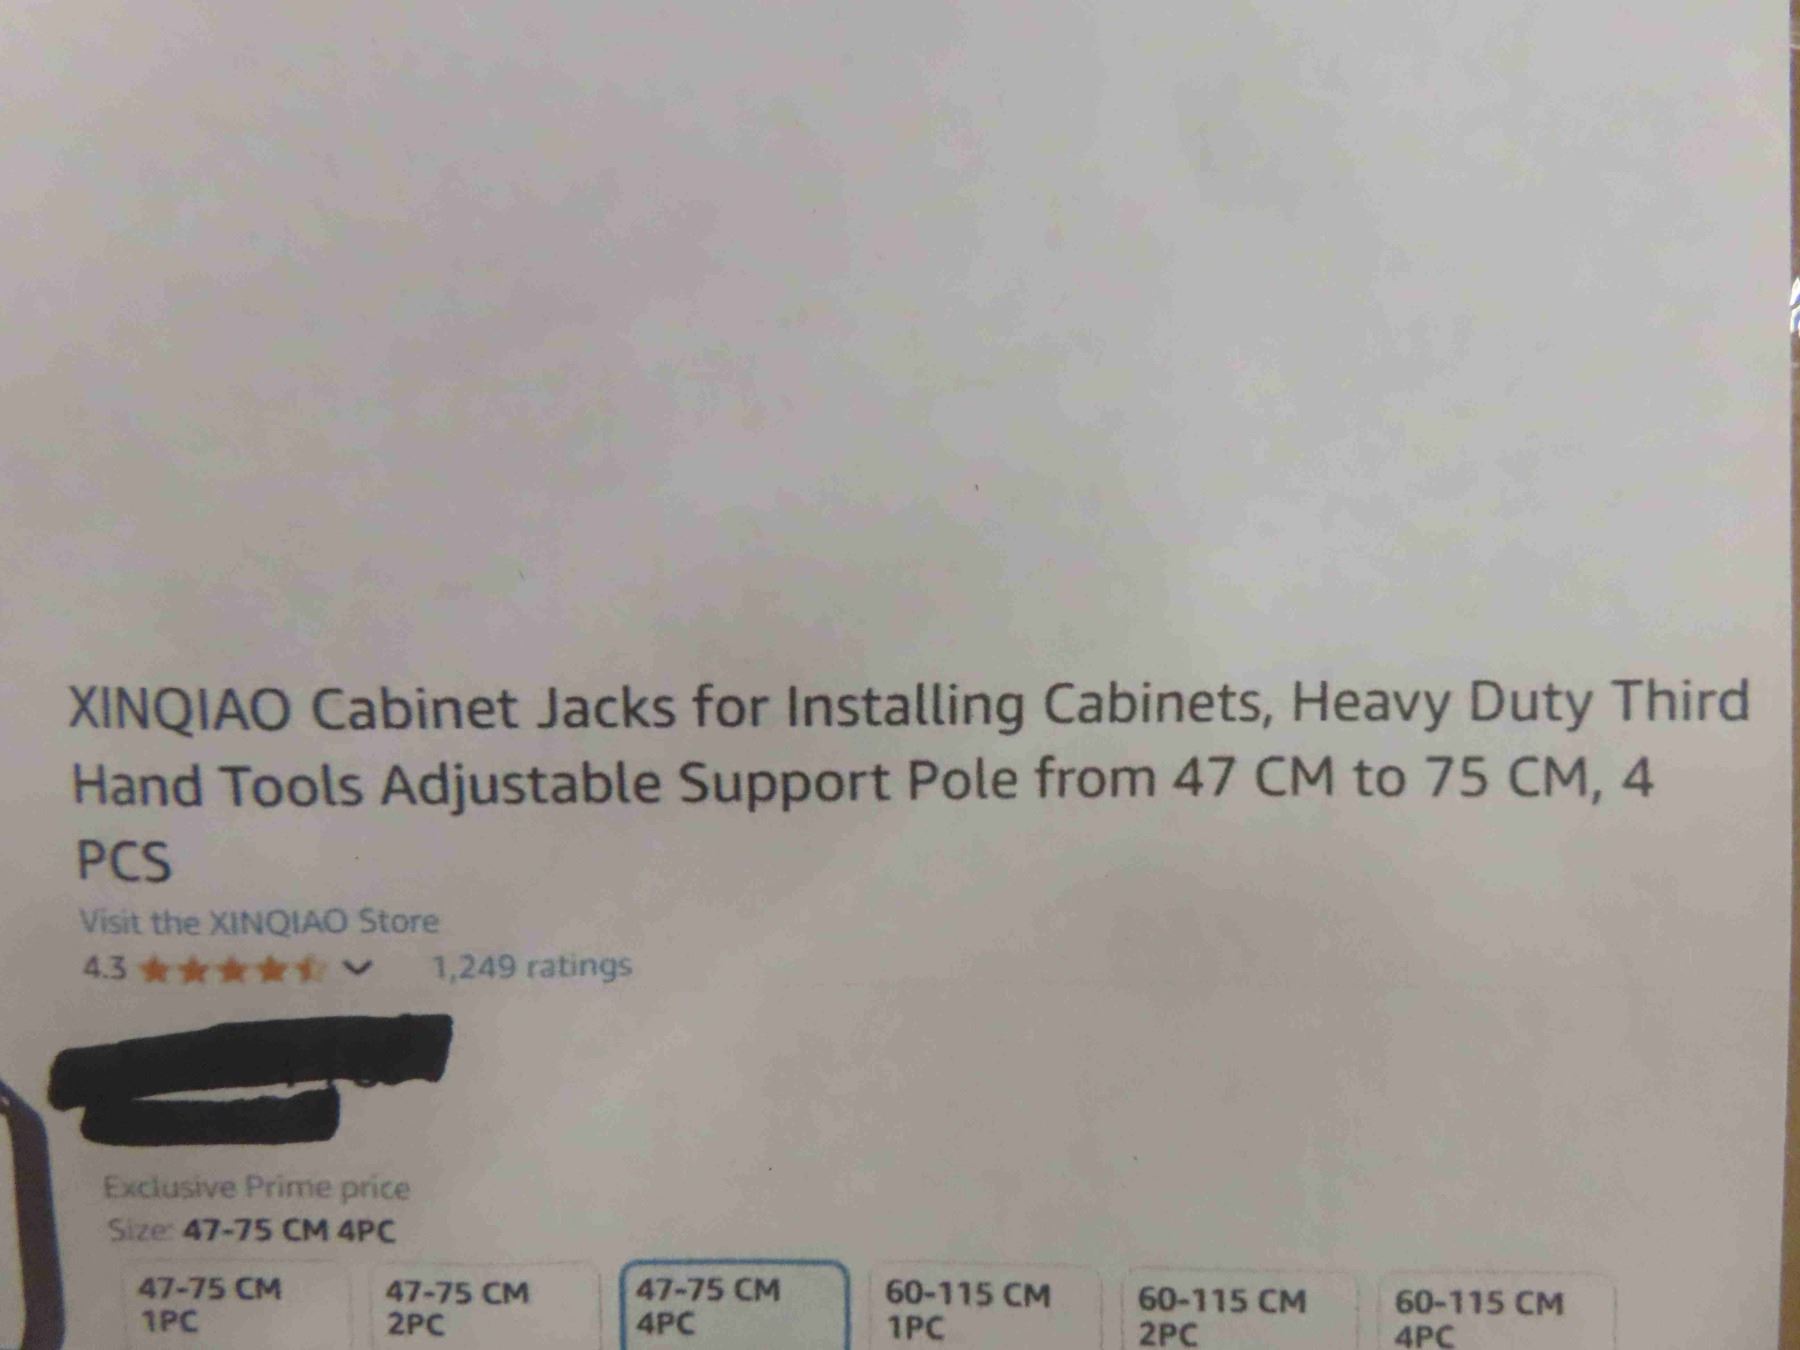 XINQIAO Cabinet Jacks for Installing Cabinets, Heavy Duty Third
Hand Tools Adjustable Support Pole from 47 CM to 75 CM, 4
PCS
Visit the XINQIAO Store
4.3 1,249 ratings
Exclusive Prime price
Size: 47-75 CM 4PC
47-75 CM 47-75 CM 47-75 CM 60-115 CM 60-115 CM 60-115 CM
1PC 2PC 4PC 1PC 2PC 4PC